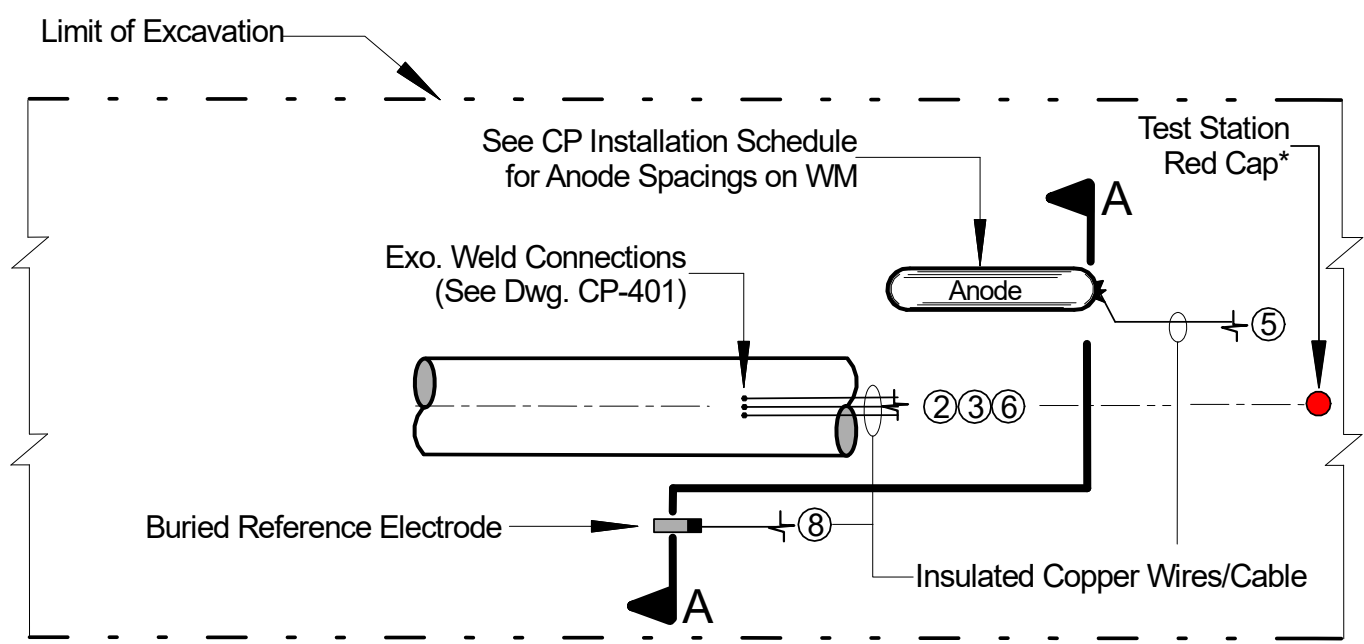 Limit of Excavation
See CP Installation Schedule
for Anode Spacings on WM
Test Station
Red Cap*
A
Exo. Weld Connections
(See Dwg. CP-401)
Anode
5
2 3 6
Buried Reference Electrode
8
Insulated Copper Wires/Cable
A